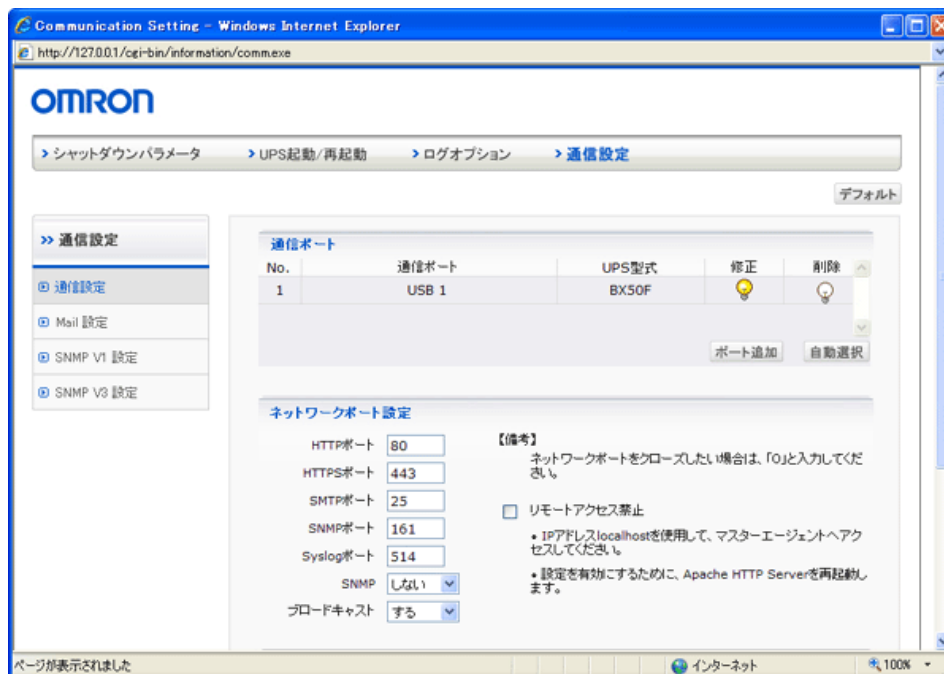 Communication Setting - Windows Internet Explorer
http://127.0.0.1/cgi-bin/information/comm.exe
OMRON
シャットダウンパラメータ
UPS起動/再起動
ログオプション
通信設定
デフォルト
通信設定
通信設定
Mail 設定
SNMP V1 設定
SNMP V3 設定
通信ポート
No. 通信ポート UPS型式 修正 削除
1 USB 1 BX50F
ポート追加 自動選択
ネットワークポート設定
HTTPポート 80
HTTPSポート 443
SMTPポート 25
SNMPポート 161
Syslogポート 514
SNMP しない
ブロードキャスト する
【備考】
ネットワークポートをクローズしたい場合は、「0」と入力してくだ
さい。
リモートアクセス禁止
• IPアドレスlocalhostを使用して、マスターエージェントへアク
セスしてください。
• 設定を有効にするために、Apache HTTP Serverを再起動し
ます。
ページが表示されました インターネット 100%